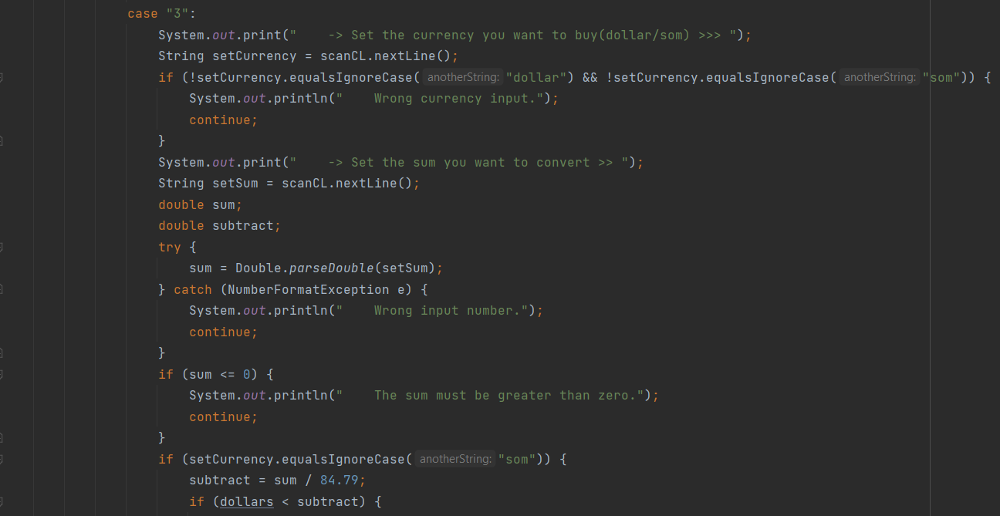 case "3":
System.out.print("    -> Set the currency you want to buy(dollar/som) >>> ");
String setCurrency = scanCL.nextLine();
if (!setCurrency.equalsIgnoreCase( anotherString: "dollar") && !setCurrency.equalsIgnoreCase( anotherString: "som")) {
System.out.println("    Wrong currency input.");
continue;
}
System.out.print("    -> Set the sum you want to convert >> ");
String setSum = scanCL.nextLine();
double sum;
double subtract;
try {
sum = Double.parseDouble(setSum);
} catch (NumberFormatException e) {
System.out.println("    Wrong input number.");
continue;
}
if (sum <= 0) {
System.out.println("    The sum must be greater than zero.");
continue;
}
if (setCurrency.equalsIgnoreCase( anotherString: "som")) {
subtract = sum / 84.79;
if (dollars < subtract) {